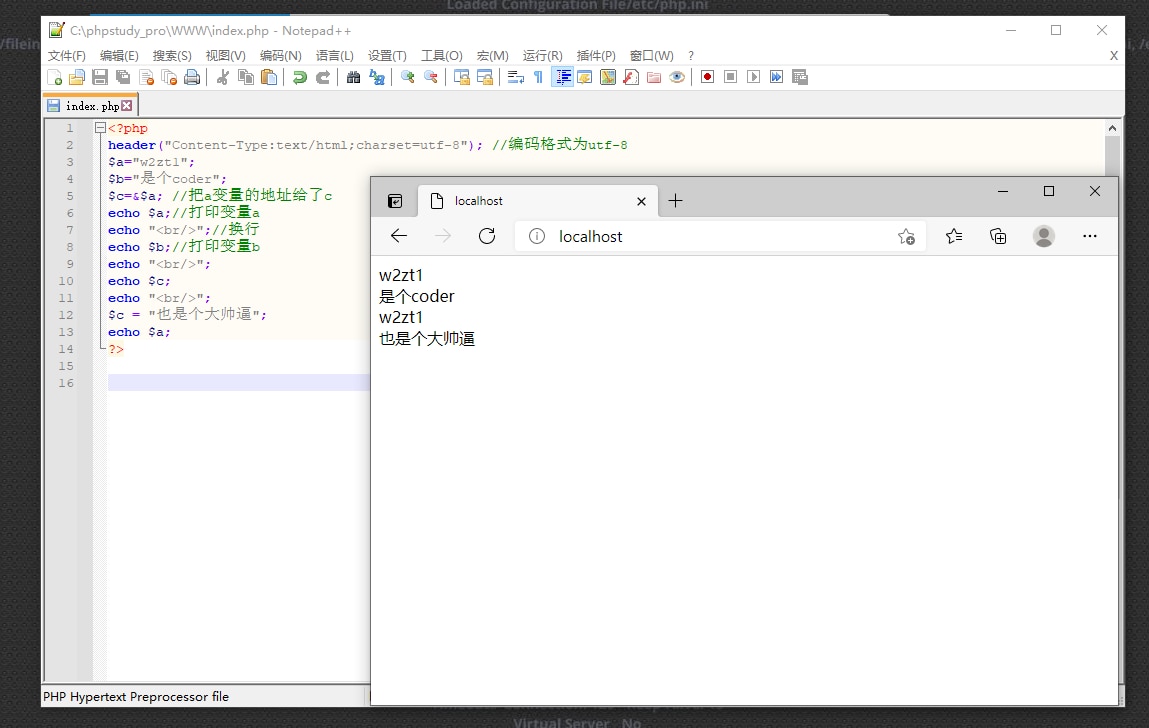 Loaded Configuration File/etc/php.ini
C:\phpstudy_pro\WWW\index.php - Notepad++
/filein
文件(F) 编辑(E) 搜索(S) 视图(V) 编码(N) 语言(L) 设置(T) 工具(O) 宏(M) 运行(R) 插件(P) 窗口(W) ? X
index.php
1 <?php
2 header("Content-Type:text/html;charset=utf-8"); //编码格式为utf-8
3 $a="w2zt1";
4 $b="是个coder";
5 $c=&$a; //把a变量的地址给了c
6 echo $a;//打印变量a
7 echo "<br/>";//换行
8 echo $b;//打印变量b
9 echo "<br/>";
10 echo $c;
11 echo "<br/>";
12 $c = "也是个大帅逼";
13 echo $a;
14 ?>
15
16
localhost
localhost
w2zt1
是个coder
w2zt1
也是个大帅逼
PHP Hypertext Preprocessor file
Virtual Server No